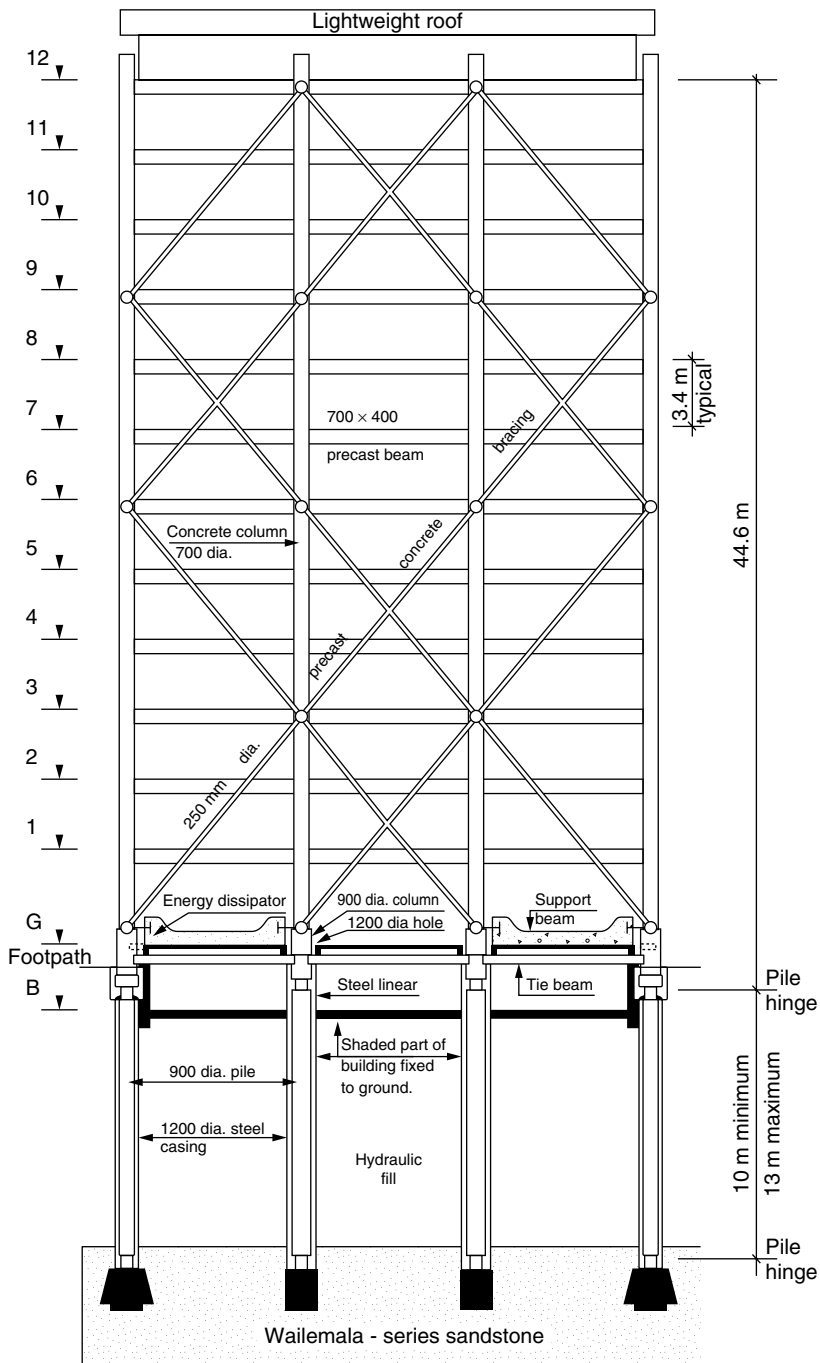 Lightweight roof
12
11
10
9
8
7
6
5
4
3
2
1
G
Footpath
B
700 × 400
precast beam
bracing
concrete
precast
Concrete column
700 dia.
250 mm dia.
3.4 m
typical
44.6 m
Energy dissipator
900 dia. column
1200 dia hole
Support
beam
Steel linear
Tie beam
Pile
hinge
Shaded part of
building fixed
to ground.
900 dia. pile
1200 dia. steel
casing
Hydraulic
fill
10 m minimum
13 m maximum
Pile
hinge
Wailemala - series sandstone